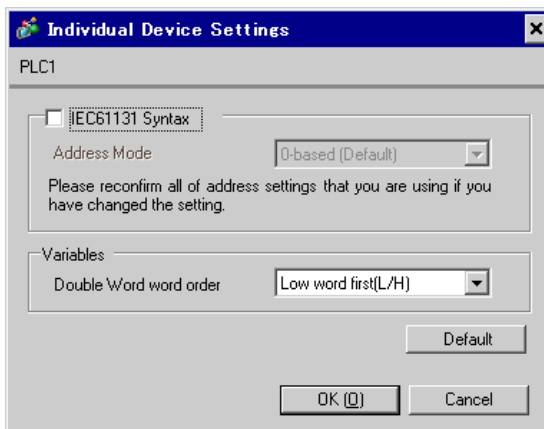 Individual Device Settings
PLC1
IEC61131 Syntax
Address Mode 0-based (Default)
Please reconfirm all of address settings that you are using if you
have changed the setting.
Variables
Double Word word order Low word first(L/H)
Default
OK (O) Cancel